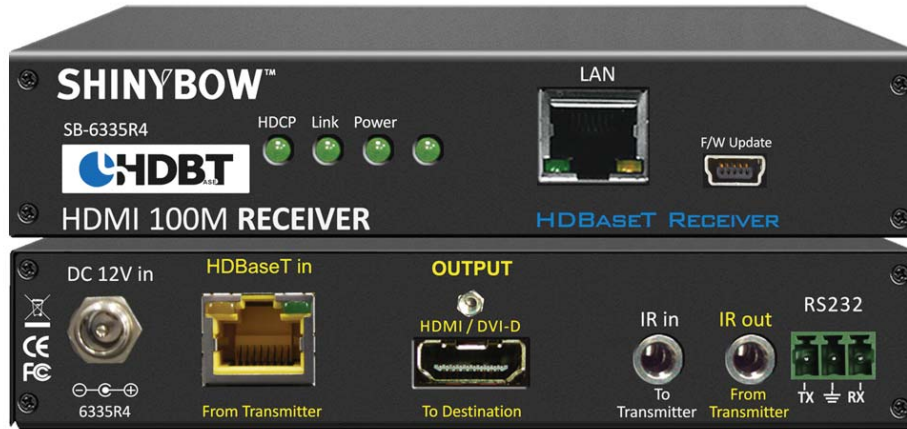 SHINYBOW™
LAN
SB-6335R4
HDCP Link Power
F/W Update
HDBT
HDMI 100M RECEIVER
HDBASET RECEIVER
DC 12V in
HDBaseT in
OUTPUT
HDMI / DVI-D
IR in
IR out
RS232
CE
FC
6335R4
From Transmitter
To Destination
To
Transmitter
From
Transmitter
TX RX